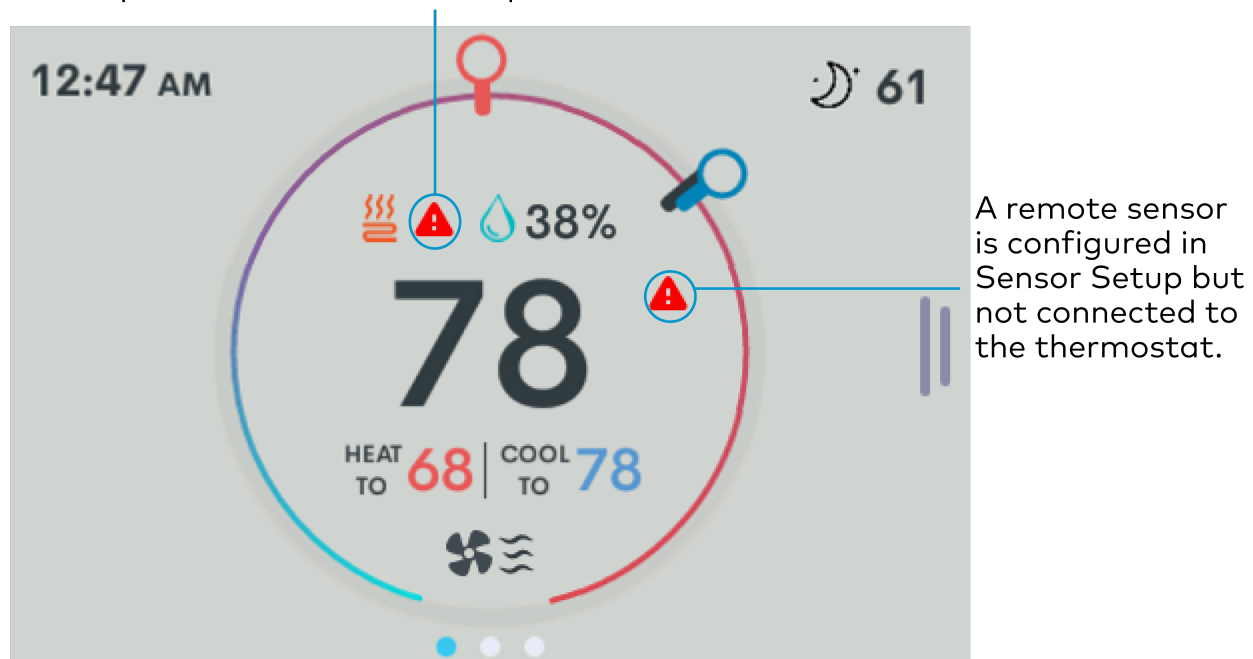 12:47 AM
61
38%
78
HEAT TO 68 | COOL TO 78
A remote sensor
is configured in
Sensor Setup but
not connected to
the thermostat.